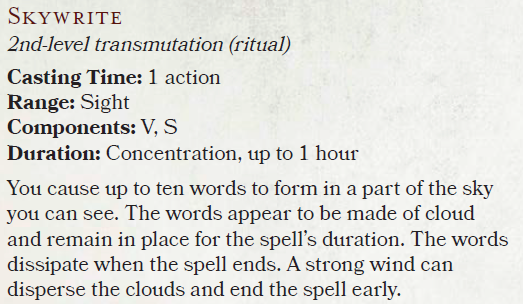 SKYWRITE
2nd-level transmutation (ritual)
Casting Time: 1 action
Range: Sight
Components: V, S
Duration: Concentration, up to 1 hour
You cause up to ten words to form in a part of the sky
you can see. The words appear to be made of cloud
and remain in place for the spell’s duration. The words
dissipate when the spell ends. A strong wind can
disperse the clouds and end the spell early.